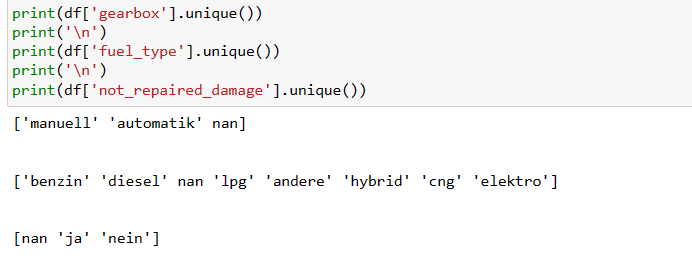 print(df['gearbox'].unique())
print('\n')
print(df['fuel_type'].unique())
print('\n')
print(df['not_repaired_damage'].unique())
['manuell' 'automatik' nan]
['benzin' 'diesel' nan 'lpg' 'andere' 'hybrid' 'cng' 'elektro']
[nan 'ja' 'nein']